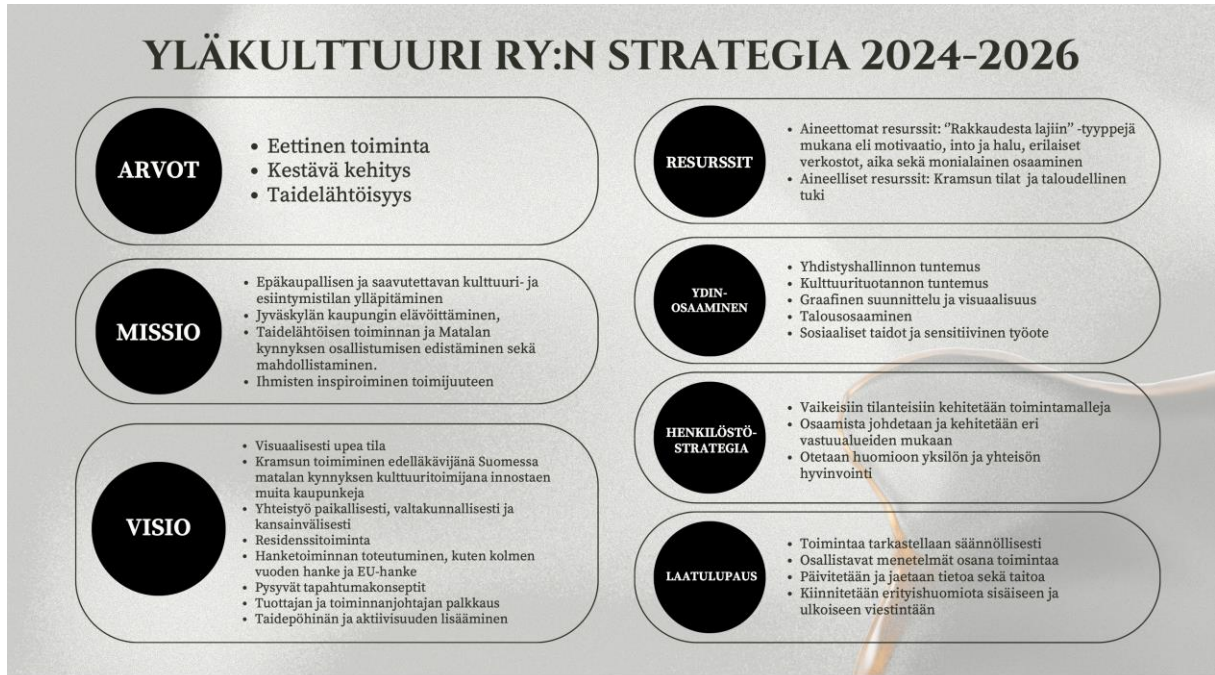 YLÄKULTTUURI RY:N STRATEGIA 2024-2026
ARVOT
• Eettinen toiminta
• Kestävä kehitys
• Taidelähtöisyys
MISSIO
• Epäkaupallisen ja saavutettavan kulttuuri- ja
esiintymistilan ylläpitäminen
• Jyväskylän kaupungin elävöittäminen,
• Taidelähtöisen toiminnan ja Matalan
kynnyksen osallistumisen edistäminen sekä
mahdollistaminen.
• Ihmisten inspiroiminen toimijuuteen
VISIO
• Visuaalisesti upea tila
• Kramsun toimiminen edelläkävijänä Suomessa
matalan kynnyksen kulttuuritoimijana innostaen
muita kaupunkeja
• Yhteistyö paikallisesti, valtakunnallisesti ja
kansainvälisesti
• Residenssitoiminta
• Hanketoiminnan toteutuminen, kuten kolmen
vuoden hanke ja EU-hanke
• Pysyvät tapahtumakonseptit
• Tuottajan ja toiminnanjohtajan palkkaus
• Taidepöhinän ja aktiivisuuden lisääminen
RESURSSIT
• Aineettomat resurssit: ‘’Rakkaudesta lajiin’’ -tyyppejä
mukana eli motivaatio, into ja halu, erilaiset
verkostot, aika sekä monialainen osaaminen
• Aineelliset resurssit: Kramsun tilat ja taloudellinen
tuki
YDIN-
OSAAMINEN
• Yhdistyshallinnon tuntemus
• Kulttuurituotannon tuntemus
• Graafinen suunnittelu ja visuaalisuus
• Talousosaaminen
• Sosiaaliset taidot ja sensitiivinen työote
HENKILÖSTÖ-
STRATEGIA
• Vaikeisiin tilanteisiin kehitetään toimintamalleja
• Osaamista johdetaan ja kehitetään eri
vastuualueiden mukaan
• Otetaan huomioon yksilön ja yhteisön
hyvinvointi
LAATULUPAUS
• Toimintaa tarkastellaan säännöllisesti
• Osallistavat menetelmät osana toimintaa
• Päivitetään ja jaetaan tietoa sekä taitoa
• Kiinnitetään erityishuomiota sisäiseen ja
ulkoiseen viestintään